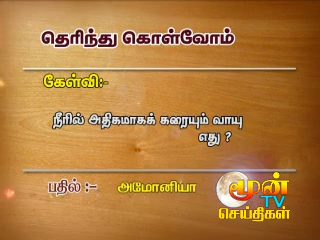 தெரிந்து கொள்வோம்
கேள்வி:-
நீரில் அதிகமாகக் கரையும் வாயு
எது ?
பதில் :- அமோனியா
மூன்
TV
செய்திகள்